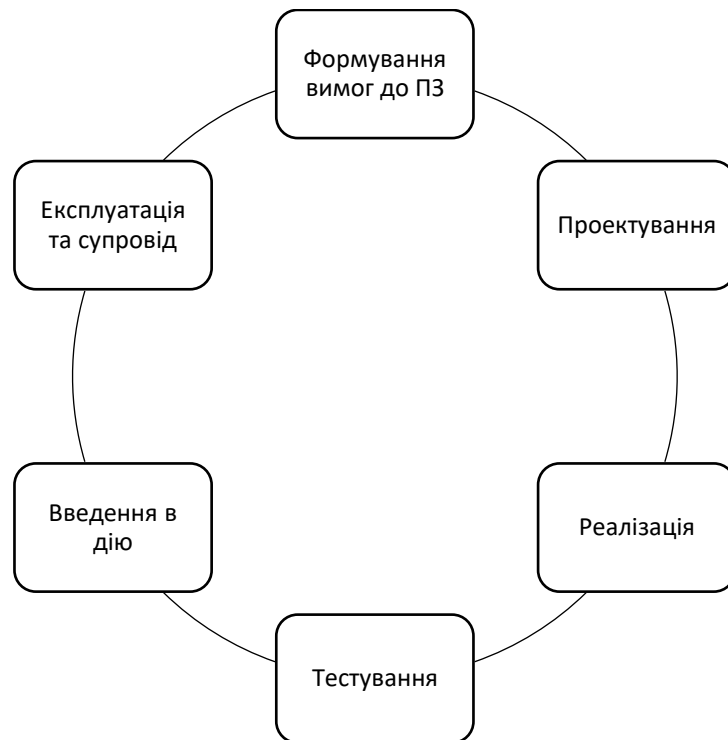 Формування
вимог до ПЗ
Проектування
Реалізація
Тестування
Введення в
дію
Експлуатація
та супровід